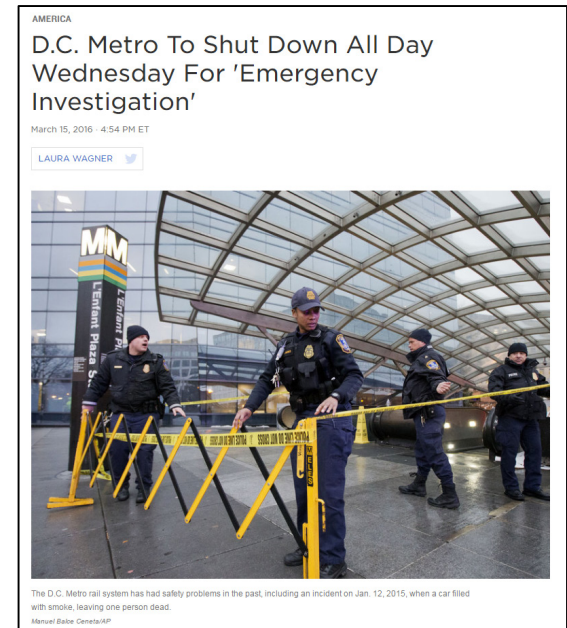 AMERICA
D.C. Metro To Shut Down All Day
Wednesday For 'Emergency
Investigation'
March 15, 2016 · 4:54 PM ET
LAURA WAGNER
M M
L'Enfant Plaza Sta
L'Enfant Plaza
POLICE LINE DO NOT CROSS
The D.C. Metro rail system has had safety problems in the past, including an incident on Jan. 12, 2015, when a car filled
with smoke, leaving one person dead.
Manuel Balce Ceneta/AP